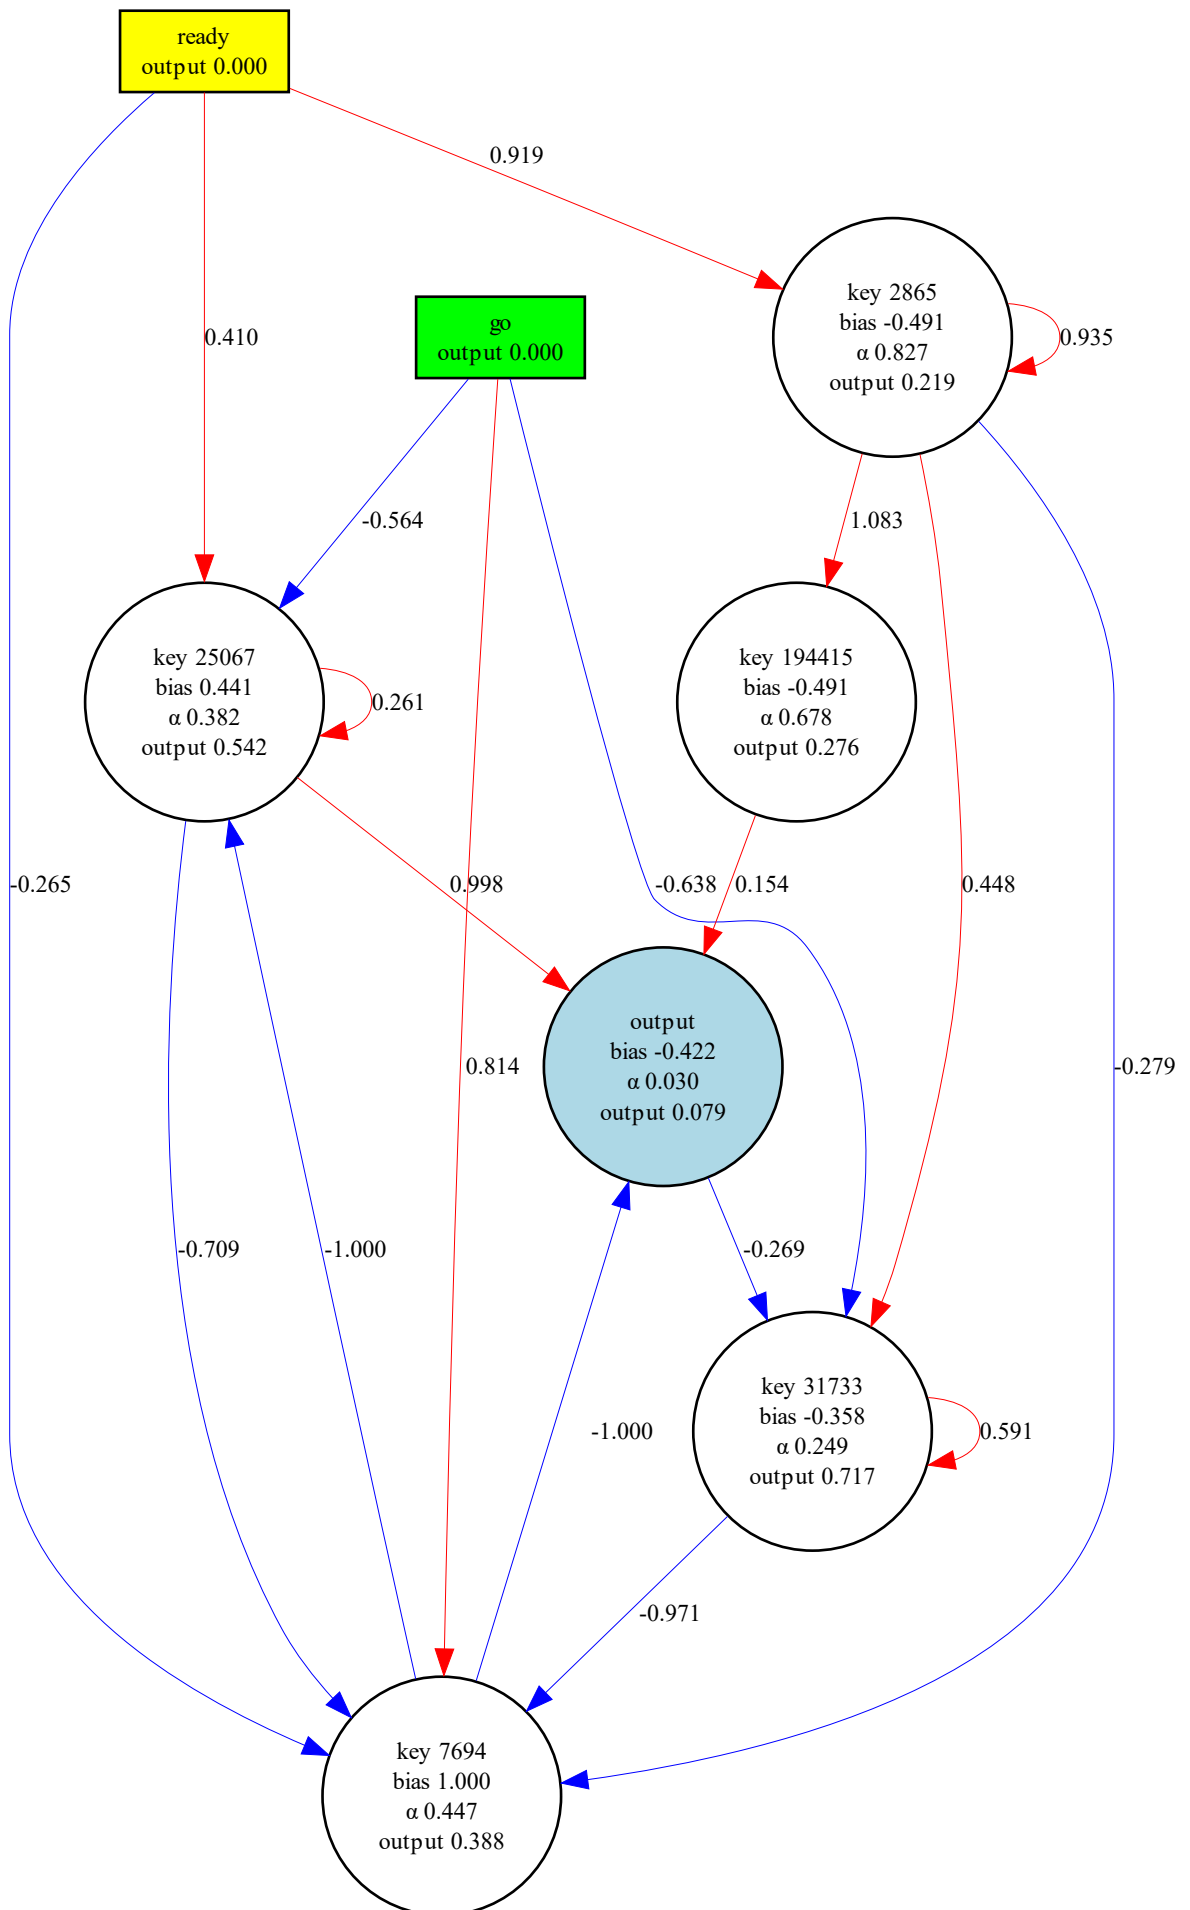 ready
output 0.000
0.919
key 2865
bias -0.491
α 0.827
output 0.219
go
output 0.000
0.410
0.935
-0.564
1.083
key 25067
bias 0.441
α 0.382
output 0.542
0.261
key 194415
bias -0.491
α 0.678
output 0.276
-0.265
0.998
-0.638
0.154
0.448
output
bias -0.422
α 0.030
output 0.079
0.814
-0.279
-0.709
-1.000
-0.269
key 31733
bias -0.358
α 0.249
output 0.717
-1.000
0.591
-0.971
key 7694
bias 1.000
α 0.447
output 0.388